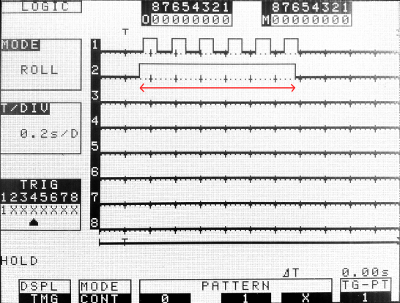 LOGIC
87654321 87654321
O00000000 M00000000
MODE
ROLL
T/DIV
0.2s/D
TRIG
12345678
1XXXXXXX
T
1
2
3
4
5
6
7
8
T
HOLD
ΔT 0.00s
DSPL MODE PATTERN TG-PT
TMG CONT 0 1 X 1